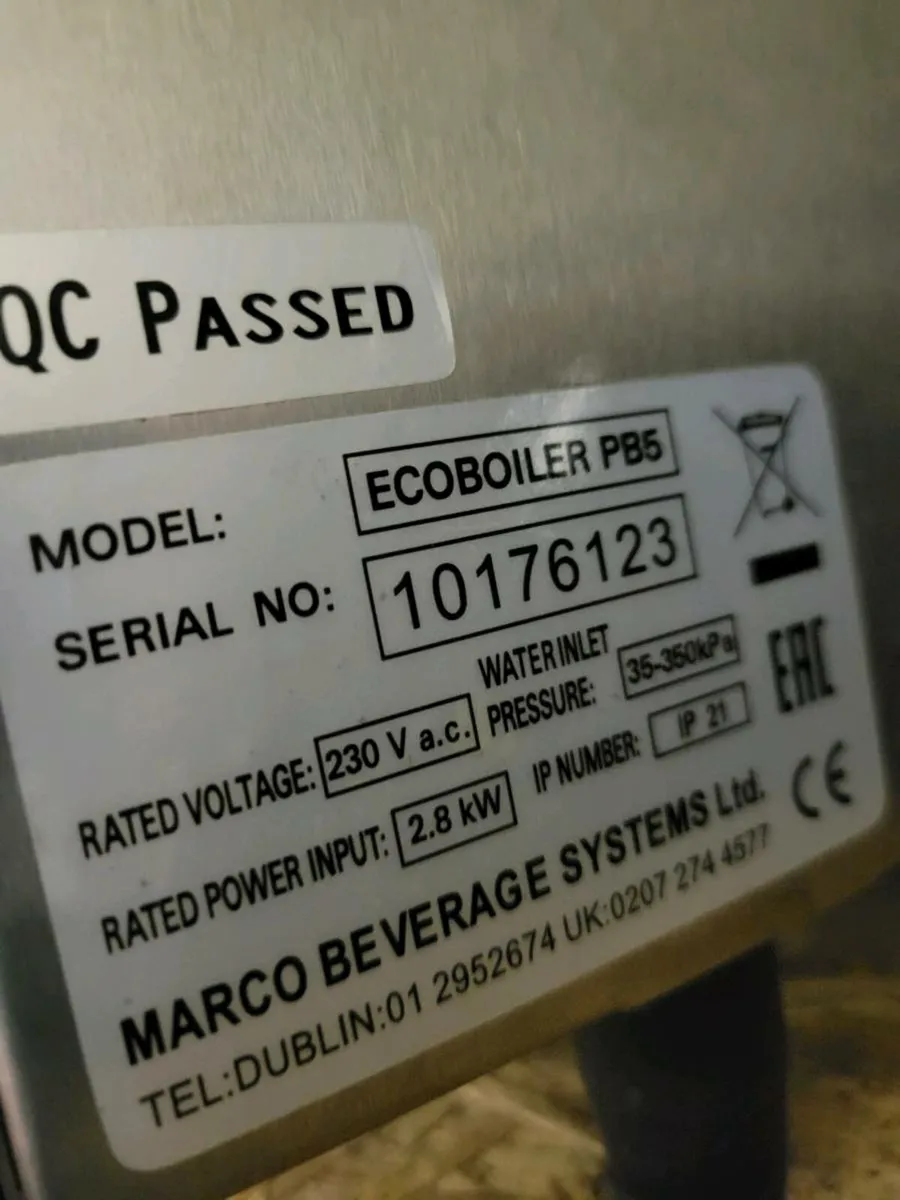 QC PASSED
MODEL: ECOBOILER PB5
SERIAL NO: 10176123
RATED VOLTAGE: 230 V a.c.
WATER INLET PRESSURE: 35-350kPa
RATED POWER INPUT: 2.8 kW
IP NUMBER: IP 21
EAC
CE
MARCO BEVERAGE SYSTEMS Ltd.
TEL:DUBLIN:01 2952674 UK:0207 274 4577